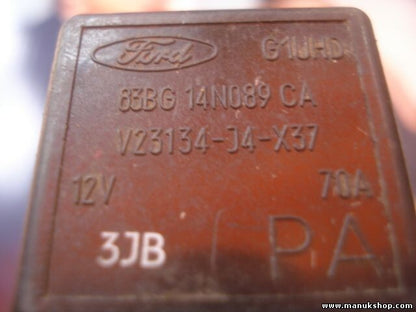 Ford G1JHD
83BG 14N089 CA
V23134-J4-X37
12V 70A
3JB PA
www.manukshop.com